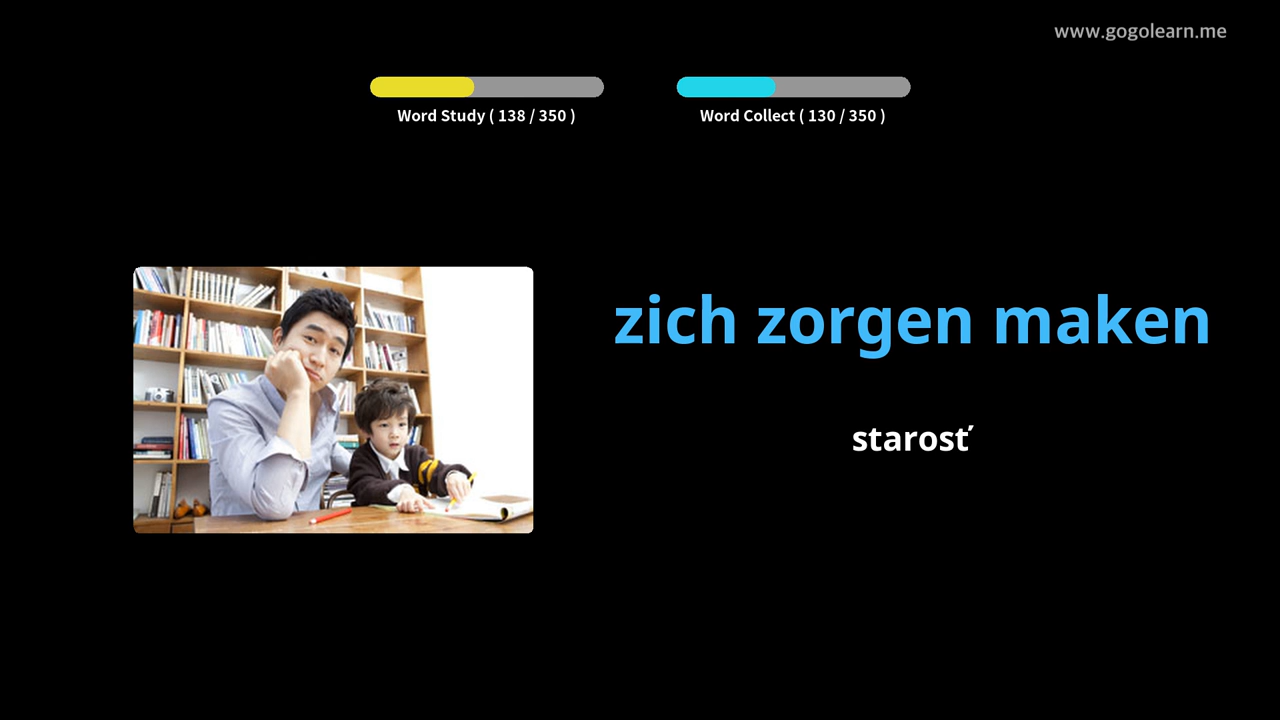 www.gogolearn.me
Word Study ( 138 / 350 )
Word Collect ( 130 / 350 )
zich zorgen maken
starosť